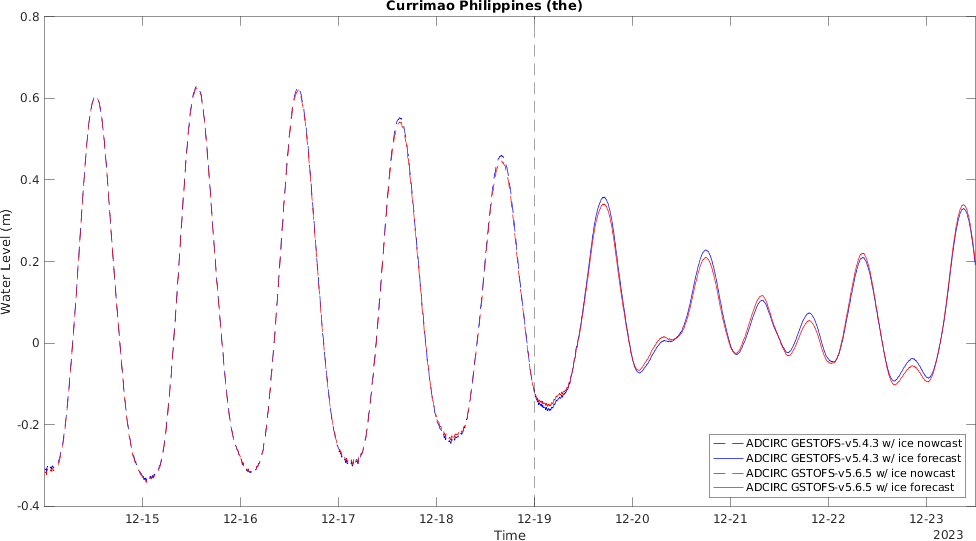 Currimao Philippines (the)
0.8
0.6
0.4
0.2
0
-0.2
-0.4
Water Level (m)
12-15 12-16 12-17 12-18 12-19 12-20 12-21 12-22 12-23
Time
2023
ADCIRC GESTOFS-v5.4.3 w/ ice nowcast
ADCIRC GESTOFS-v5.4.3 w/ ice forecast
ADCIRC GSTOFS-v5.6.5 w/ ice nowcast
ADCIRC GSTOFS-v5.6.5 w/ ice forecast